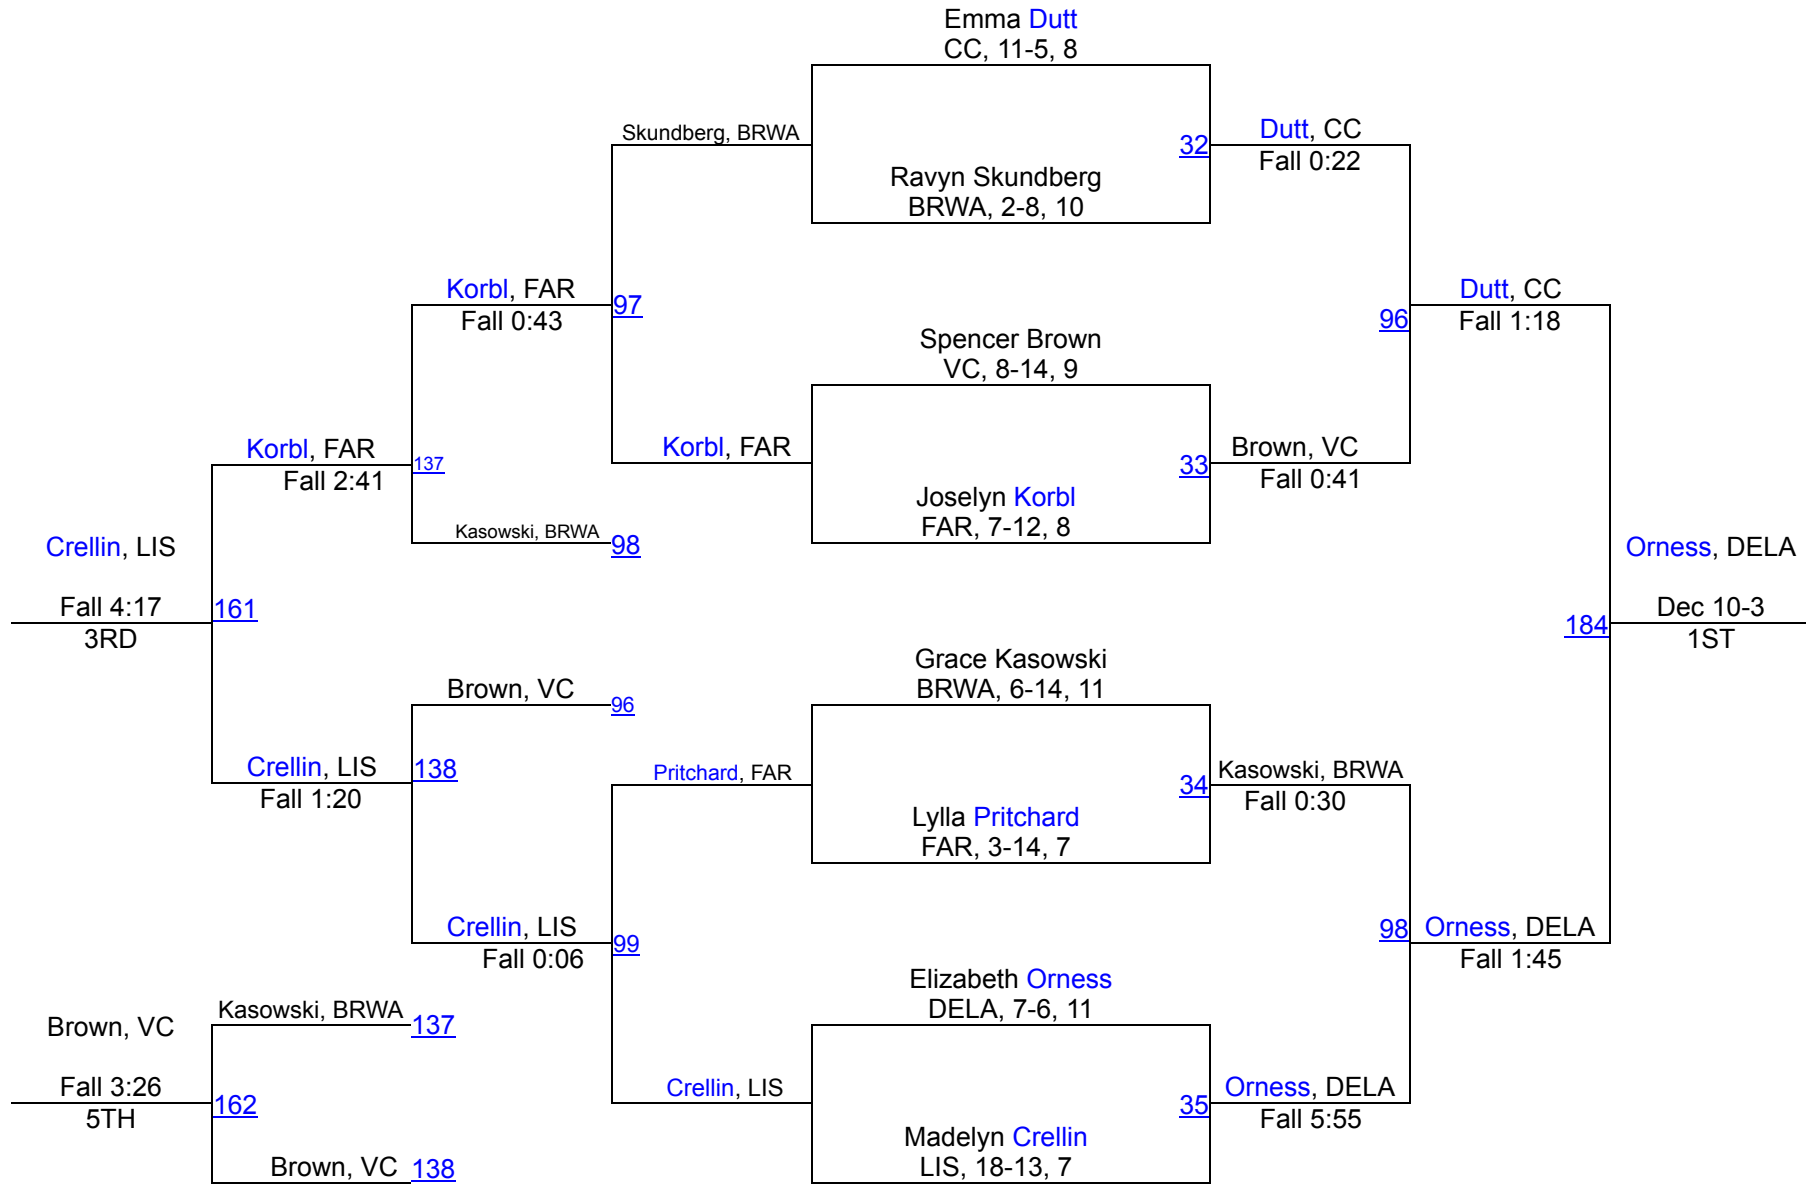 Emma Dutt
CC, 11-5, 8
Skundberg, BRWA
32
Dutt, CC
Fall 0:22
Ravyn Skundberg
BRWA, 2-8, 10
Korbl, FAR
Fall 0:43
97
Dutt, CC
Fall 1:18
96
Spencer Brown
VC, 8-14, 9
Korbl, FAR
Fall 2:41
137
Korbl, FAR
33
Brown, VC
Fall 0:41
Joselyn Korbl
FAR, 7-12, 8
Kasowski, BRWA
98
Crellin, LIS
Fall 4:17
3RD
161
Orness, DELA
Dec 10-3
1ST
184
Grace Kasowski
BRWA, 6-14, 11
Brown, VC
96
Crellin, LIS
Fall 1:20
138
Pritchard, FAR
34
Kasowski, BRWA
Fall 0:30
Lylla Pritchard
FAR, 3-14, 7
Crellin, LIS
Fall 0:06
99
98
Orness, DELA
Fall 1:45
Elizabeth Orness
DELA, 7-6, 11
Kasowski, BRWA
137
Brown, VC
Fall 3:26
5TH
162
Crellin, LIS
35
Orness, DELA
Fall 5:55
Madelyn Crellin
LIS, 18-13, 7
Brown, VC
138